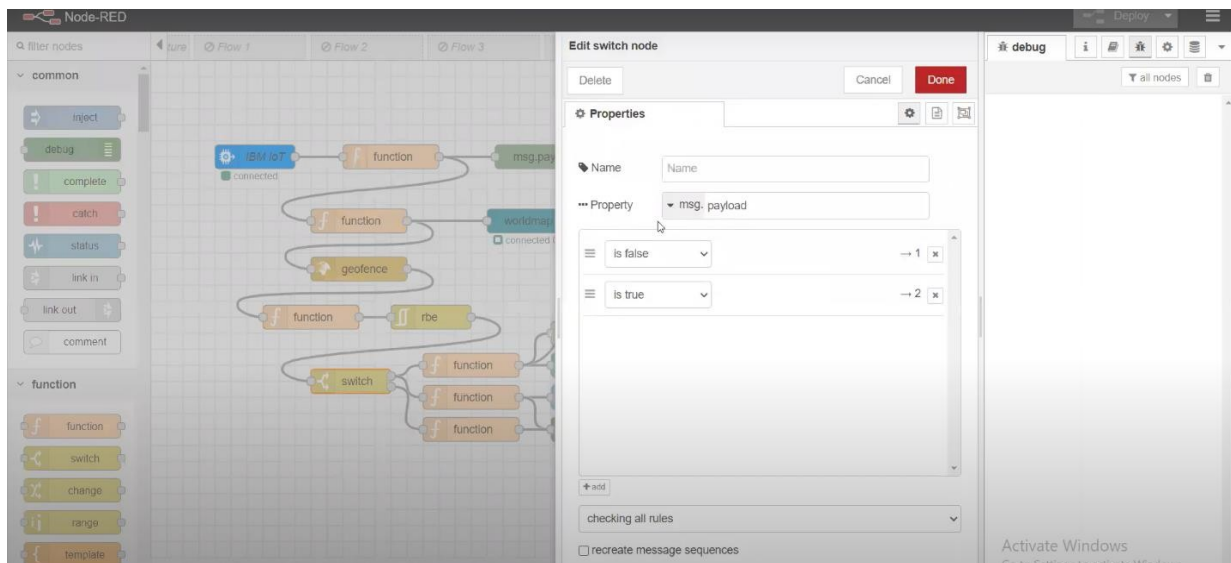 Node-RED
Deploy
filter nodes
ture
Flow 1
Flow 2
Flow 3
Edit switch node
debug
common
Delete
Cancel
Done
all nodes
Properties
inject
debug
IBM IoT
connected
function
msg.pay
Name
Name
complete
Property
msg. payload
catch
function
worldmap
connected
status
is false
→ 1
geofence
link in
is true
→ 2
link out
function
rbe
comment
function
switch
function
function
function
function
switch
+ add
change
checking all rules
range
recreate message sequences
Activate Windows
template